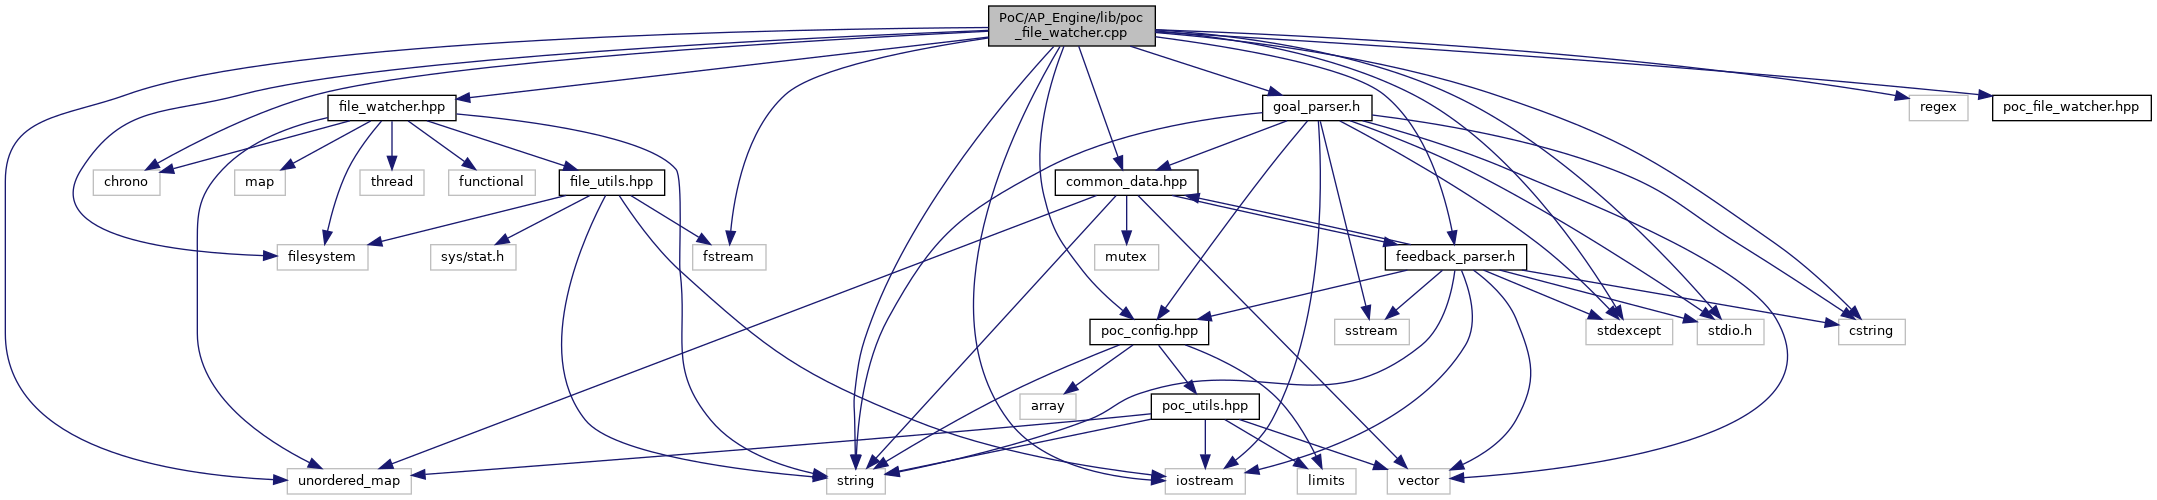 PoC/AP_Engine/lib/poc
_file_watcher.cpp
file_watcher.hpp
goal_parser.h
regex
poc_file_watcher.hpp
chrono
map
thread
functional
file_utils.hpp
common_data.hpp
filesystem
sys/stat.h
fstream
mutex
feedback_parser.h
poc_config.hpp
sstream
stdexcept
stdio.h
cstring
array
poc_utils.hpp
unordered_map
string
iostream
limits
vector